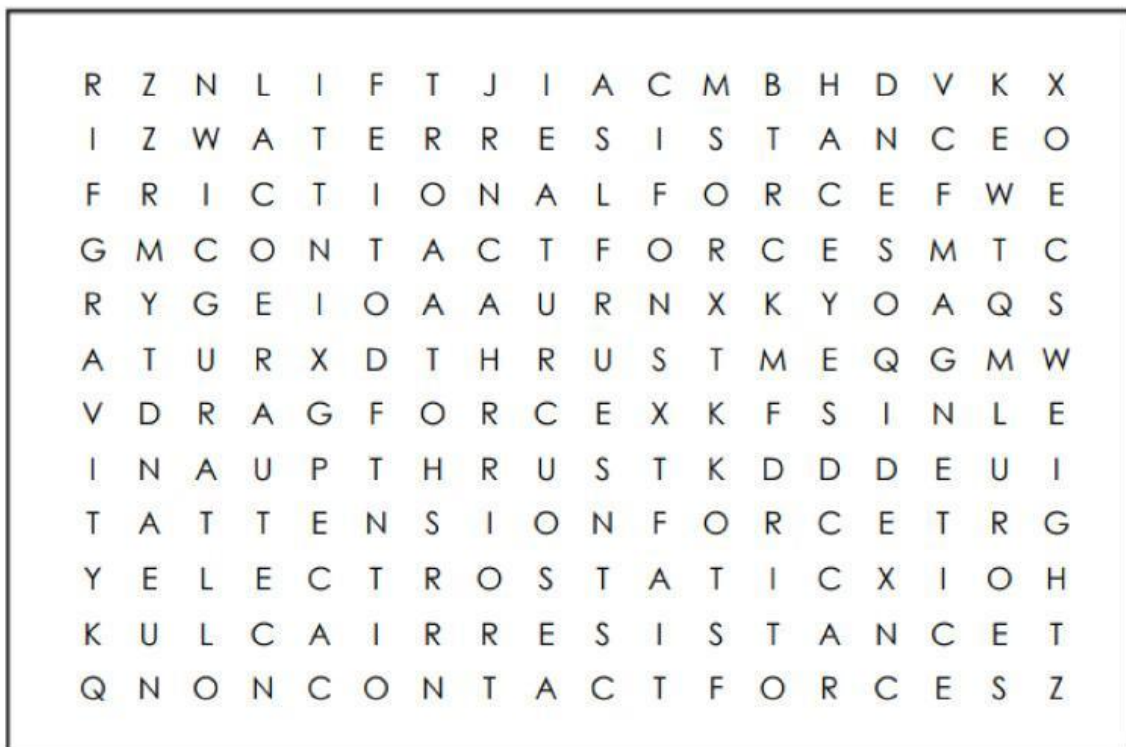 R Z N L I F T J I A C M B H D V K X
I Z W A T E R R E S I S T A N C E O
F R I C T I O N A L F O R C E F W E
G M C O N T A C T F O R C E S M T C
R Y G E I O A A U R N X K Y O A Q S
A T U R X D T H R U S T M E Q G M W
V D R A G F O R C E X K F S I N L E
I N A U P T H R U S T K D D D E U I
T A T T E N S I O N F O R C E T R G
Y E L E C T R O S T A T I C X I O H
K U L C A I R R E S I S T A N C E T
Q N O N C O N T A C T F O R C E S Z